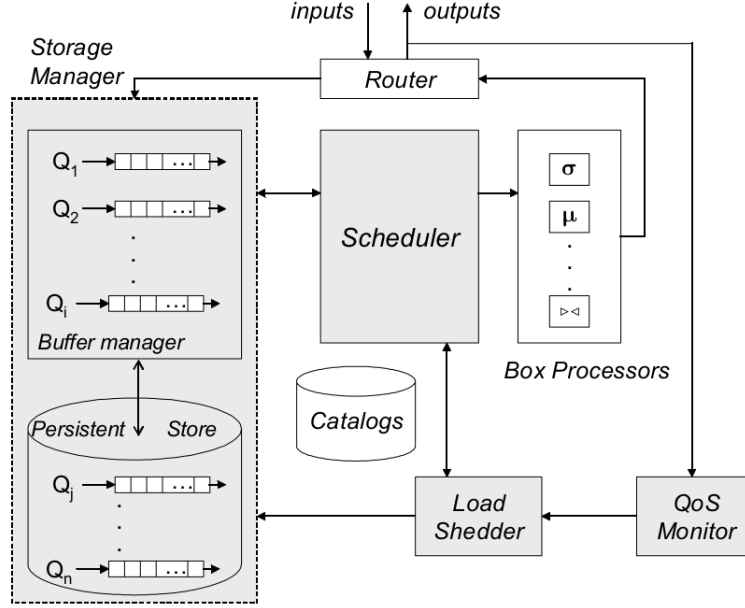 inputs
outputs
Storage
Manager
Router
Q1
...
Q2
...
Qi
...
Buffer manager
Scheduler
σ
μ
▷◁
Box Processors
Persistent Store
Catalogs
Qj
...
Qn
...
Load
Shedder
QoS
Monitor